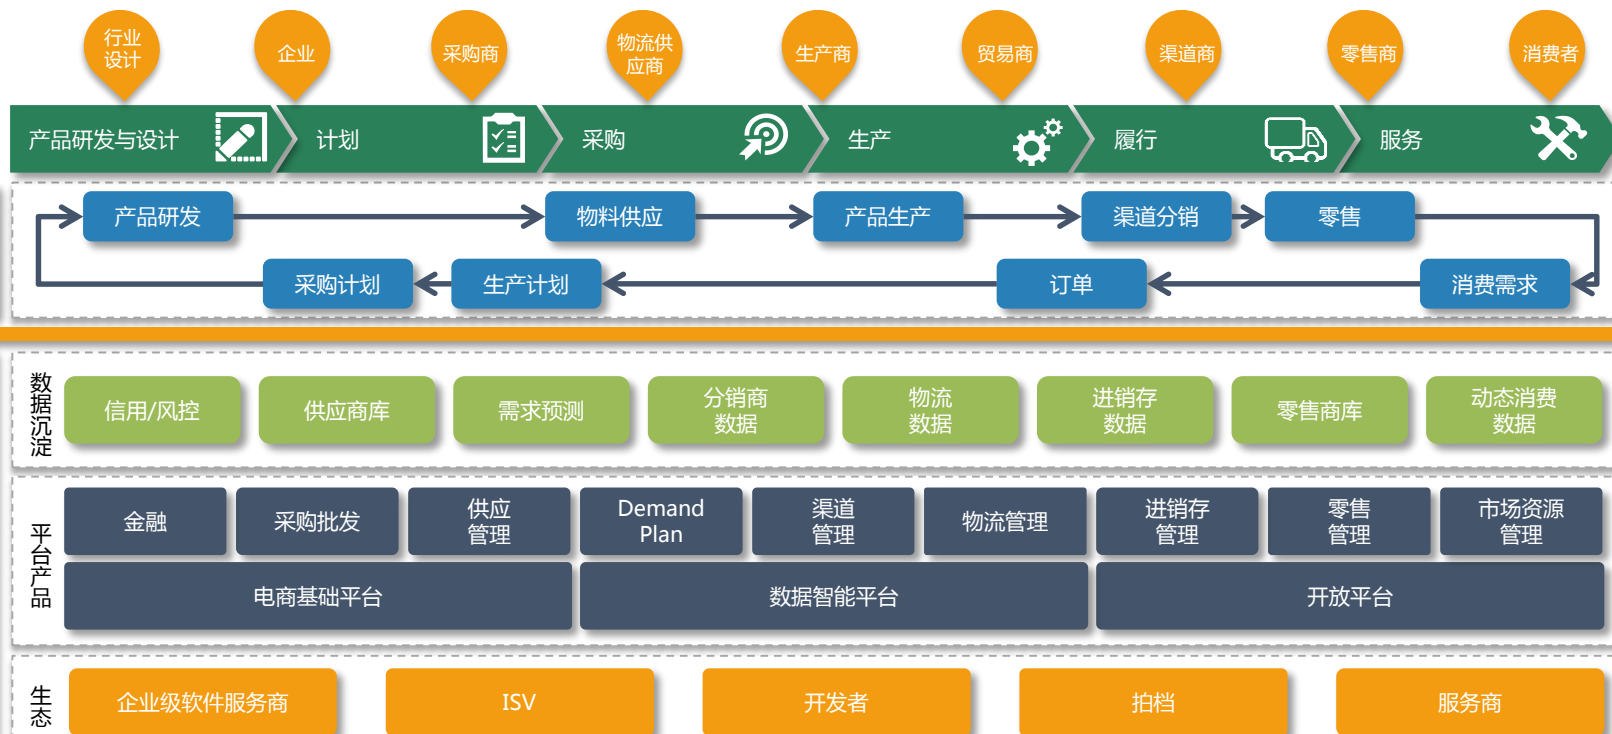 行业
设计
企业
采购商
物流供
应商
生产商
贸易商
渠道商
零售商
消费者
产品研发与设计
计划
采购
生产
履行
服务
产品研发
物料供应
产品生产
渠道分销
零售
采购计划
生产计划
订单
消费需求
数据沉淀
信用/风控
供应商库
需求预测
分销商
数据
物流
数据
进销存
数据
零售商库
动态消费
数据
平台产品
金融
采购批发
供应
管理
Demand
Plan
渠道
管理
物流管理
进销存
管理
零售
管理
市场资源
管理
电商基础平台
数据智能平台
开放平台
生态
企业级软件服务商
ISV
开发者
拍档
服务商